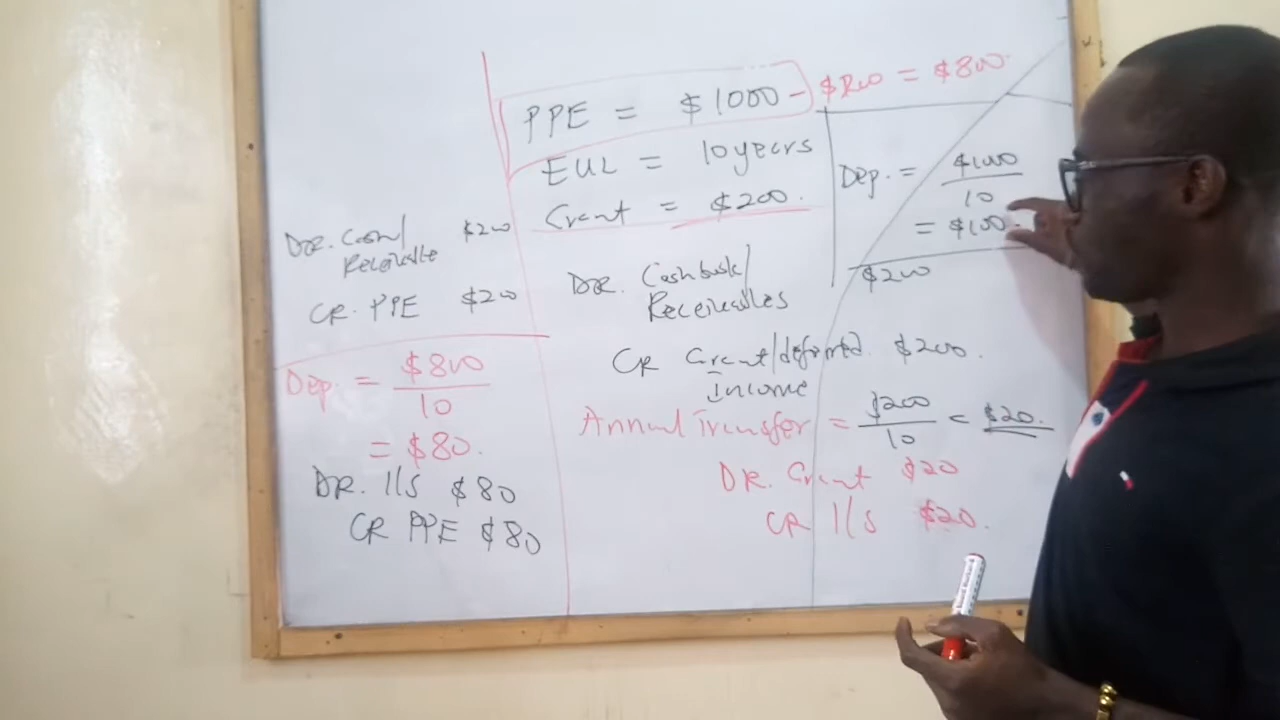 PPE = $1000 - $200 = $800.
EUL = 10 years
Grant = $200.
Dep. = $1000
10
= $100.
$200
DR. Cash/ $200
Receivable
CR. PPE $200
Dep. = $800
10
= $80.
DR. I/S $80
CR PPE $80
DR. Cashbook/
Receivables
CR Grant/deferred $200.
Income
Annual Transfer = $200 = $20.
10
DR. Grant $20
CR I/S $20.